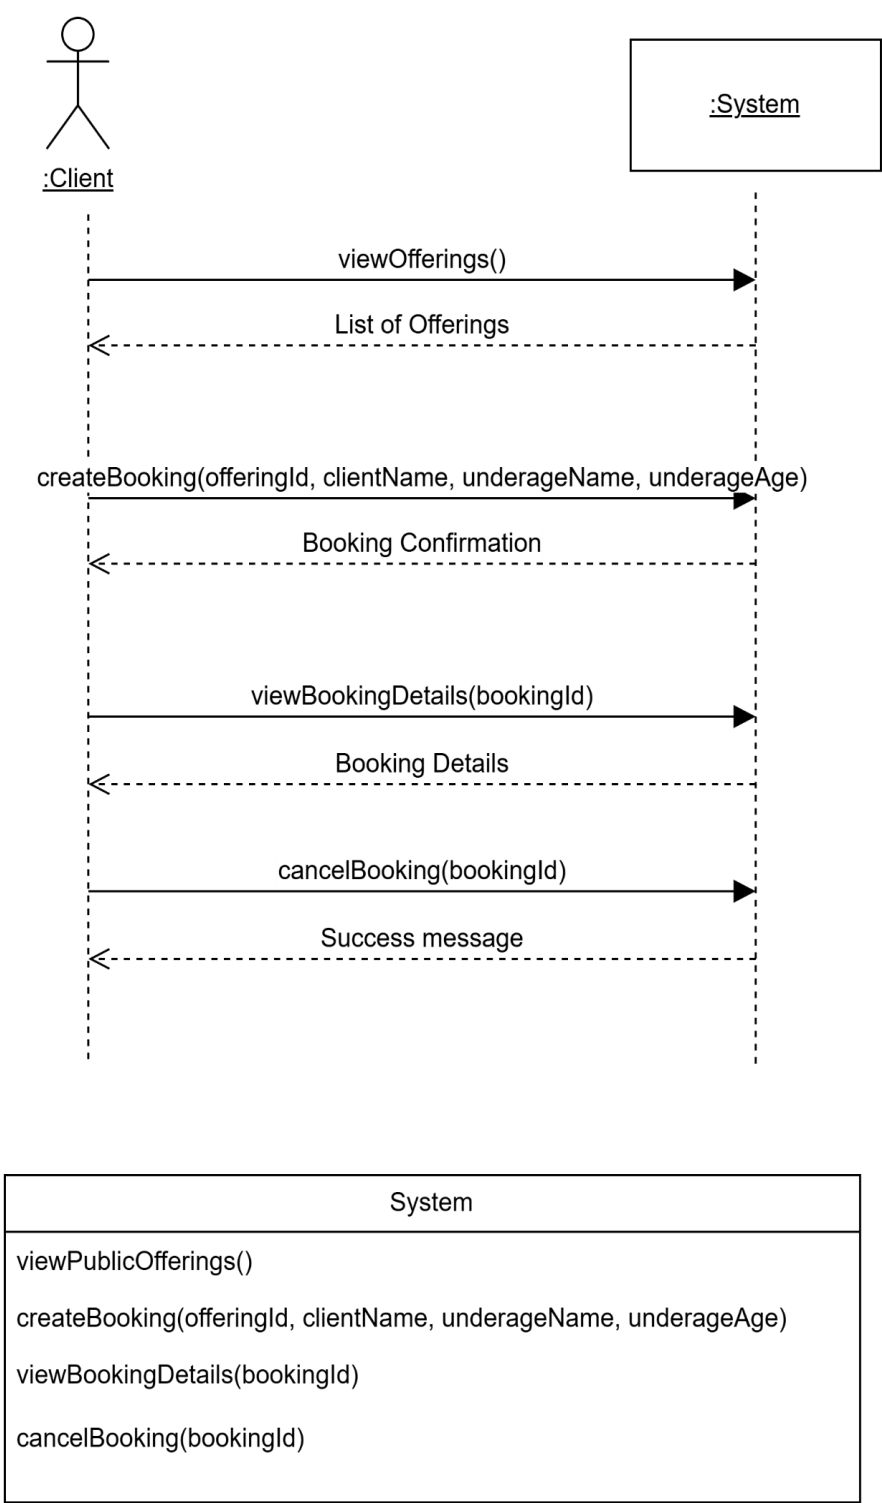 :Client
:System
viewOfferings()
List of Offerings
createBooking(offeringId, clientName, underageName, underageAge)
Booking Confirmation
viewBookingDetails(bookingId)
Booking Details
cancelBooking(bookingId)
Success message
System
viewPublicOfferings()
createBooking(offeringId, clientName, underageName, underageAge)
viewBookingDetails(bookingId)
cancelBooking(bookingId)